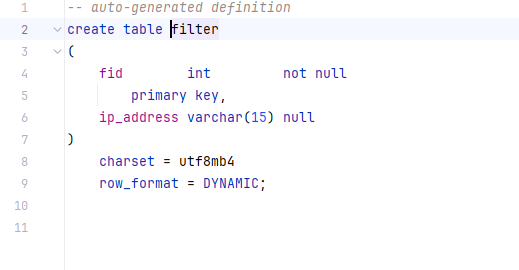 1 -- auto-generated definition
2 create table filter
3 (
4     fid        int         not null
5         primary key,
6     ip_address varchar(15) null
7 )
8     charset = utf8mb4
9     row_format = DYNAMIC;
10
11